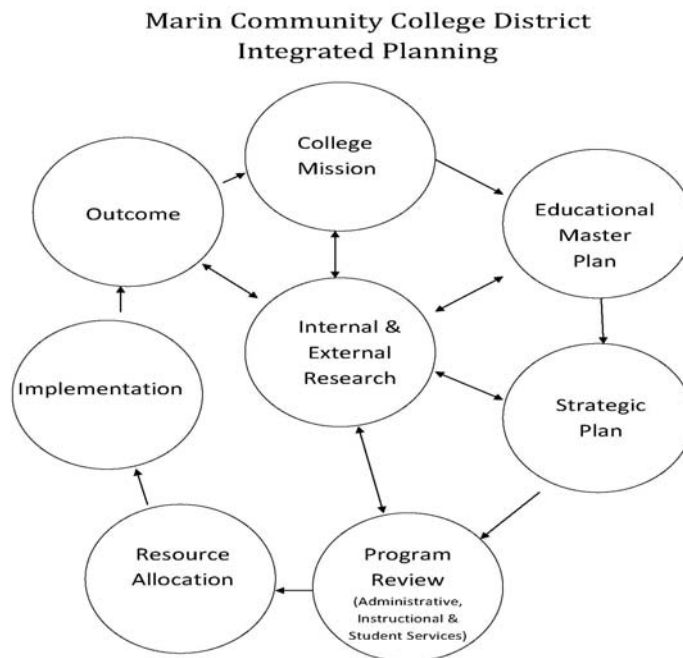 Marin Community College District
Integrated Planning
College
Mission
Outcome
Educational
Master
Plan
Internal &
External
Research
Implementation
Strategic
Plan
Resource
Allocation
Program
Review
(Administrative,
Instructional &
Student Services)